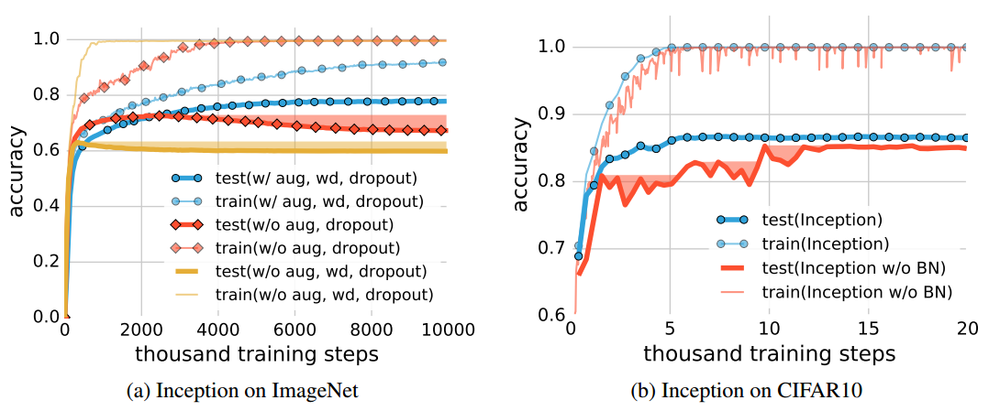 1.0
0.8
0.6
0.4
0.2
0.0
accuracy
test(w/ aug, wd, dropout)
train(w/ aug, wd, dropout)
test(w/o aug, dropout)
train(w/o aug, dropout)
test(w/o aug, wd, dropout)
train(w/o aug, wd, dropout)
0 2000 4000 6000 8000 10000
thousand training steps
(a) Inception on ImageNet
1.0
0.9
0.8
0.7
0.6
accuracy
test(Inception)
train(Inception)
test(Inception w/o BN)
train(Inception w/o BN)
0 5 10 15 20
thousand training steps
(b) Inception on CIFAR10